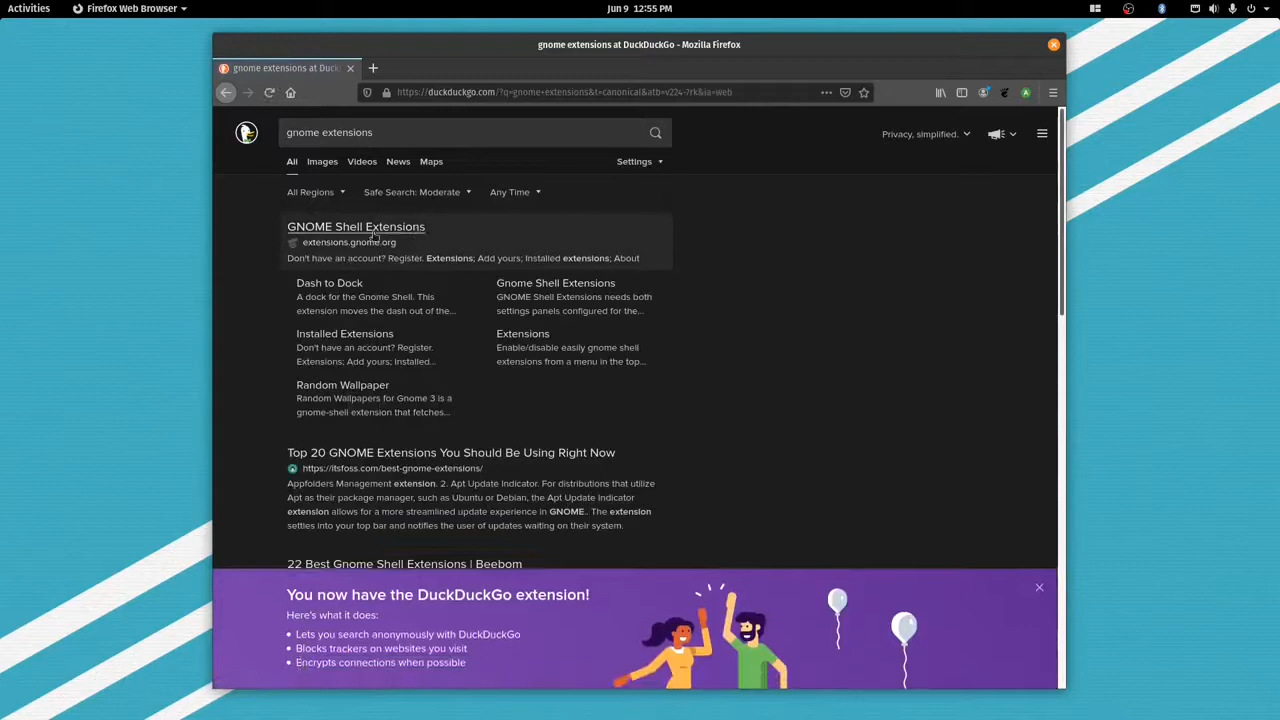 Activities Firefox Web Browser Jun 9 12:55 PM
gnome extensions at DuckDuckGo - Mozilla Firefox
gnome extensions at Duck
https://duckduckgo.com/?q=gnome+extensions&t=canonical&atb=v224-7rk&ia=web
gnome extensions
Privacy, simplified.
All Images Videos News Maps Settings
All Regions Safe Search: Moderate Any Time
GNOME Shell Extensions
extensions.gnome.org
Don't have an account? Register. Extensions; Add yours; Installed extensions; About
Dash to Dock
A dock for the Gnome Shell. This
extension moves the dash out of the...
Gnome Shell Extensions
GNOME Shell Extensions needs both
settings panels configured for the...
Installed Extensions
Don't have an account? Register.
Extensions; Add yours; Installed...
Extensions
Enable/disable easily gnome shell
extensions from a menu in the top...
Random Wallpaper
Random Wallpapers for Gnome 3 is a
gnome-shell extension that fetches...
Top 20 GNOME Extensions You Should Be Using Right Now
https://itsfoss.com/best-gnome-extensions/
Appfolders Management extension. 2. Apt Update Indicator. For distributions that utilize
Apt as their package manager, such as Ubuntu or Debian, the Apt Update Indicator
extension allows for a more streamlined update experience in GNOME.. The extension
settles into your top bar and notifies the user of updates waiting on their system.
22 Best Gnome Shell Extensions | Beebom
You now have the DuckDuckGo extension!
Here's what it does:
• Lets you search anonymously with DuckDuckGo
• Blocks trackers on websites you visit
• Encrypts connections when possible